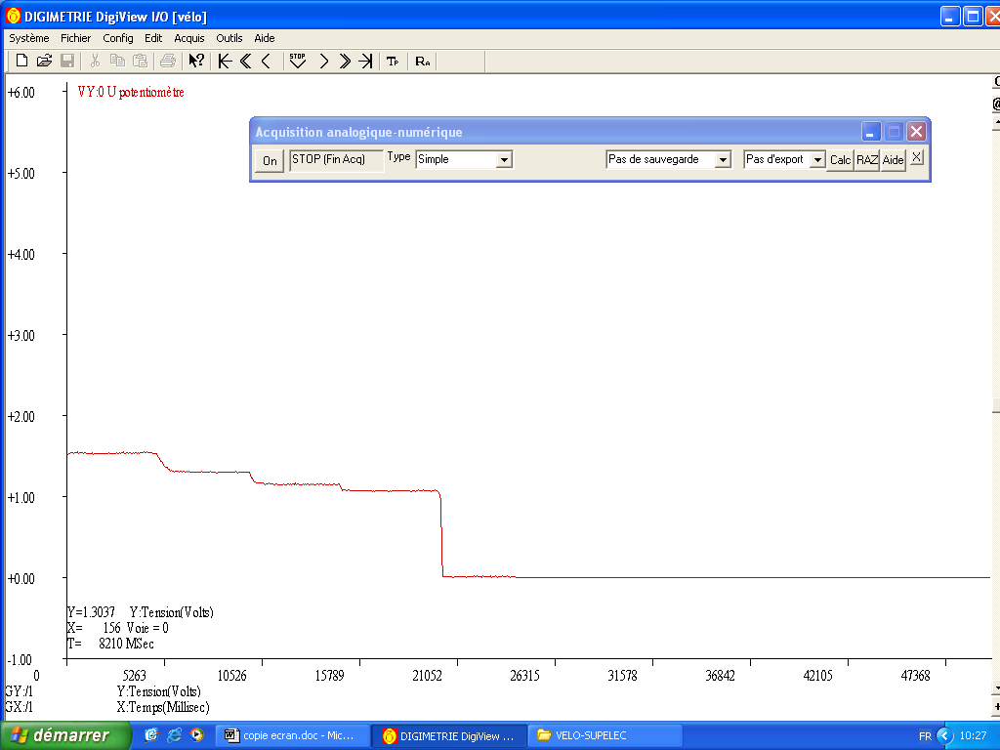 DIGIMETRIE DigiView I/O [vélo]
Système Fichier Config Edit Acquis Outils Aide
STOP TP RA
+6.00 VY:0 U potentiomètre
Acquisition analogique-numérique
On STOP (Fin Acq) Type Simple Pas de sauvegarde Pas d'export Calc RAZ Aide X
+5.00
+4.00
+3.00
+2.00
+1.00
+0.00
Y=1.3037 Y:Tension(Volts)
X= 156 Voie = 0
T= 8210 MSec
-1.00
0 5263 10526 15789 21052 26315 31578 36842 42105 47368
GY:/1 Y:Tension(Volts)
GX:/1 X:Temps(Millisec)
démarrer copie ecran.doc - Mic... DIGIMETRIE DigiView ... VELO-SUPELEC FR 10:27